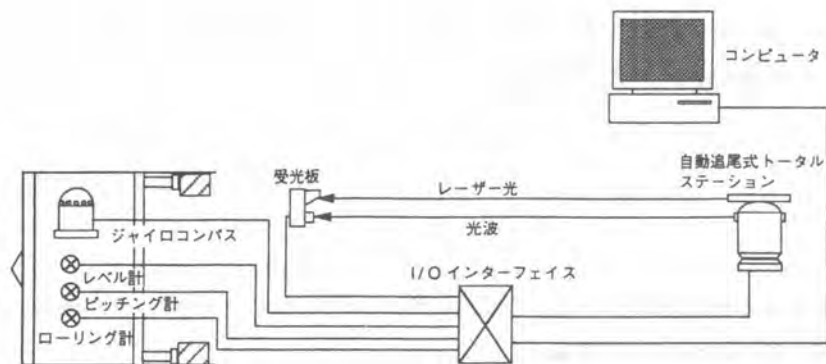 コンピュータ
自動追尾式トータル
ステーション
受光板
レーザー光
光波
ジャイロコンパス
I/Oインターフェイス
レベル計
ピッチング計
ローリング計